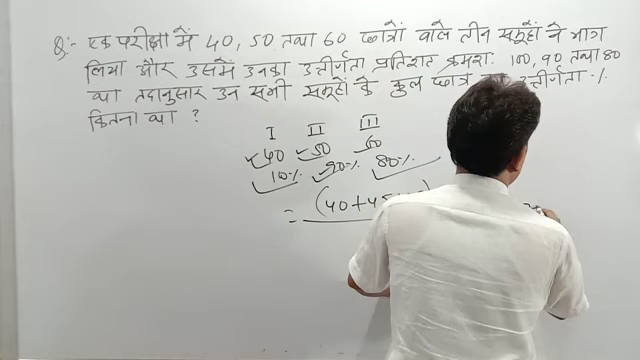 Q:- एक परीक्षा में 40, 50 तथा 60 छात्रों वाले तीन समूहों ने भाग
लिया और उसमें उनका उत्तीर्णता प्रतिशत क्रमशः 100, 90 तथा 80
था तदानुसार उन सभी समूहों के कुल छात्र का उत्तीर्णता %
कितना था ?
I II III
40 50 60
100% 90% 80%
= (40+45